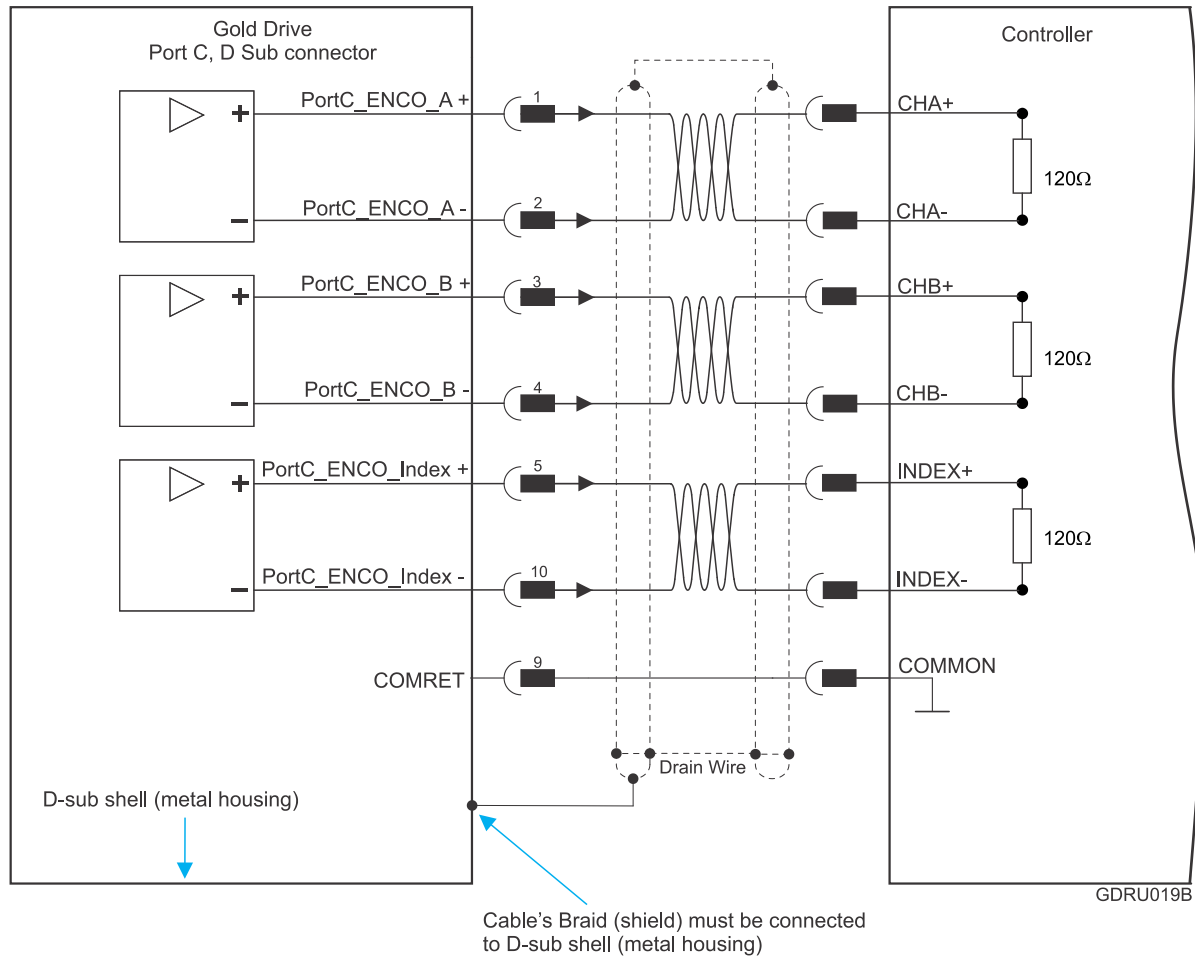 Gold Drive
Port C, D Sub connector
Controller
PortC_ENCO_A +
1
CHA+
+
120Ω
PortC_ENCO_A -
2
CHA-
−
PortC_ENCO_B +
3
CHB+
+
120Ω
PortC_ENCO_B -
4
CHB-
−
PortC_ENCO_Index +
5
INDEX+
+
120Ω
PortC_ENCO_Index -
10
INDEX-
−
COMRET
9
COMMON
Drain Wire
D-sub shell (metal housing)
GDRU019B
Cable's Braid (shield) must be connected
to D-sub shell (metal housing)